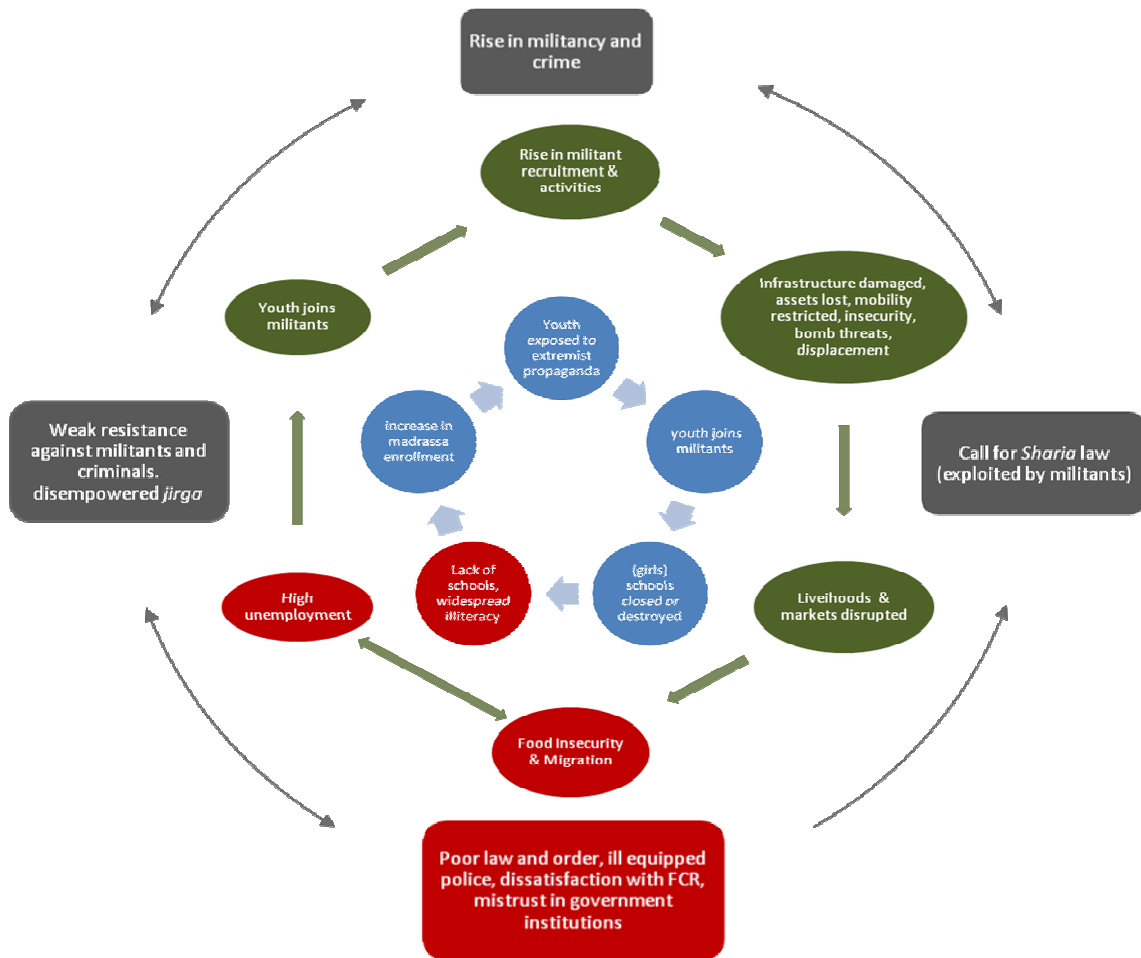 Rise in militancy and
crime
Rise in militant
recruitment &
activities
Infrastructure damaged,
assets lost, mobility
restricted, insecurity,
bomb threats,
displacement
Youth joins
militants
Youth
exposed to
extremist
propaganda
increase in
madrassa
enrollment
youth joins
militants
Weak resistance
against militants and
criminals.
disempowered jirga
Call for Sharia law
(exploited by militants)
High
unemployment
Lack of
schools,
widespread
illiteracy
(girls)
schools
closed or
destroyed
Livelihoods &
markets disrupted
Food Insecurity
& Migration
Poor law and order, ill equipped
police, dissatisfaction with FCR,
mistrust in government
institutions